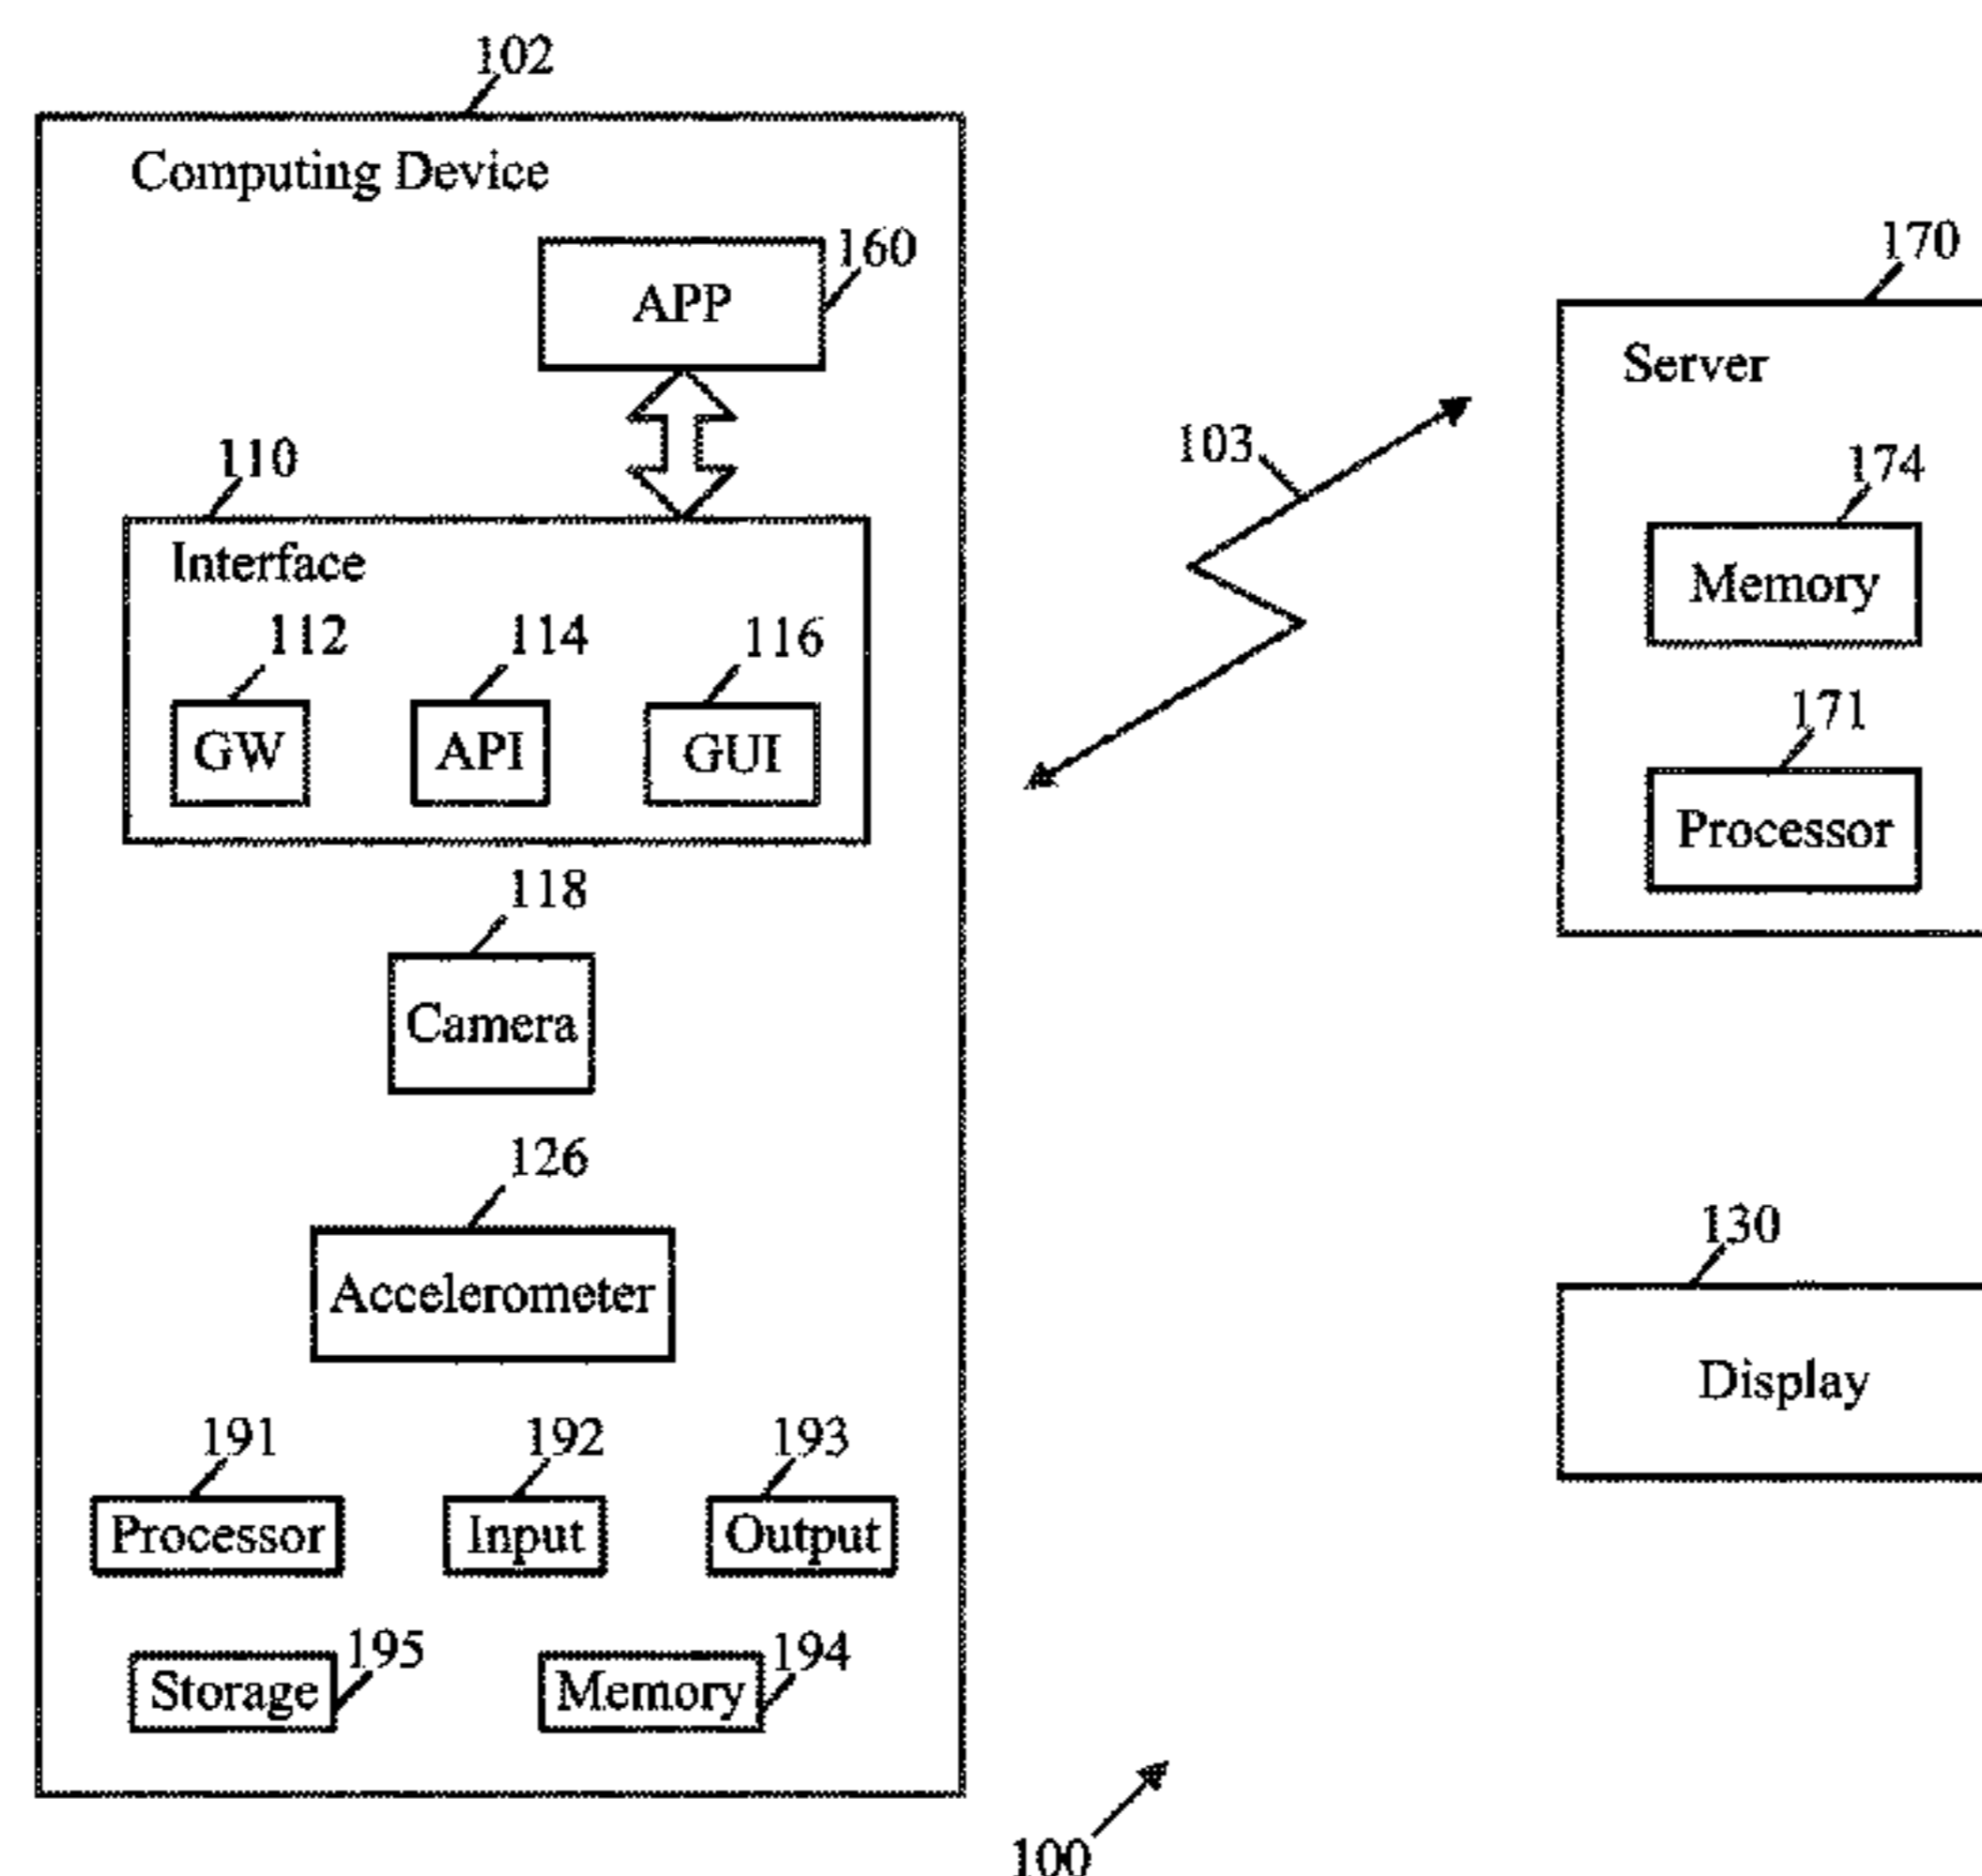 102
Computing Device
160
APP
110
Interface
112 114 116
GW API GUI
118
Camera
126
Accelerometer
191 192 193
Processor Input Output
195 194
Storage Memory
103
170
Server
174
Memory
171
Processor
130
Display
100